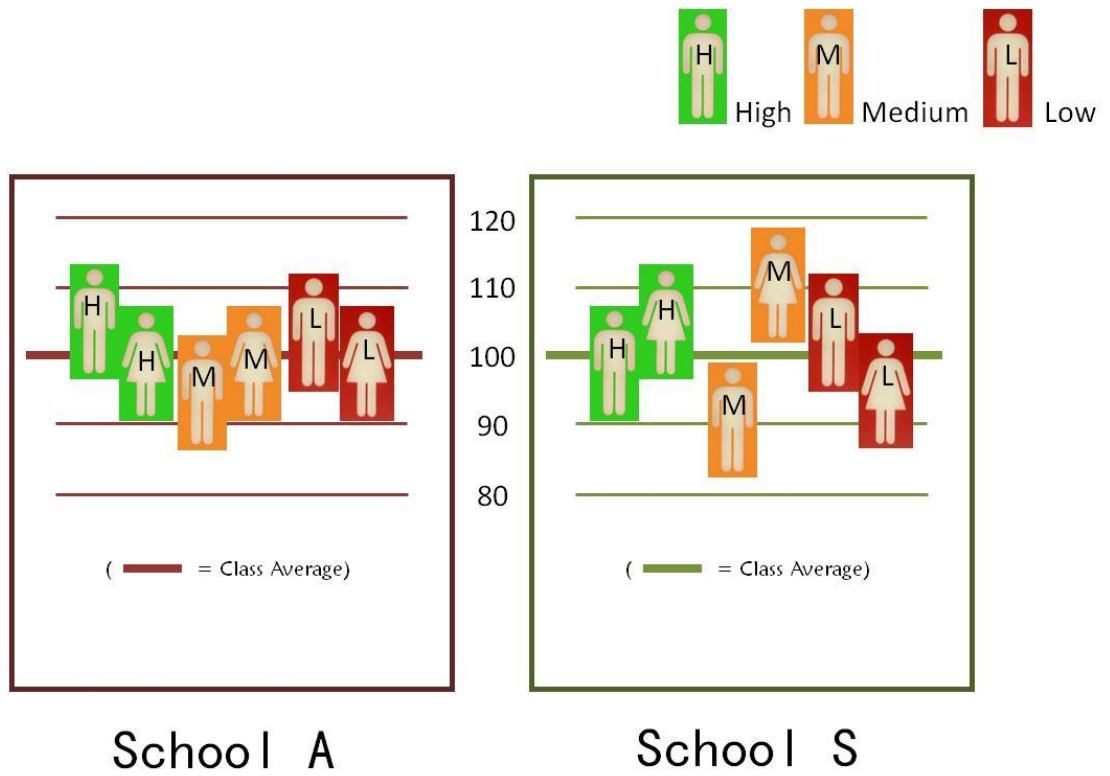 H M L
High Medium Low
120
110
100
90
80
H H M M L L
H H M M L L
( = Class Average)
( = Class Average)
School A
School S